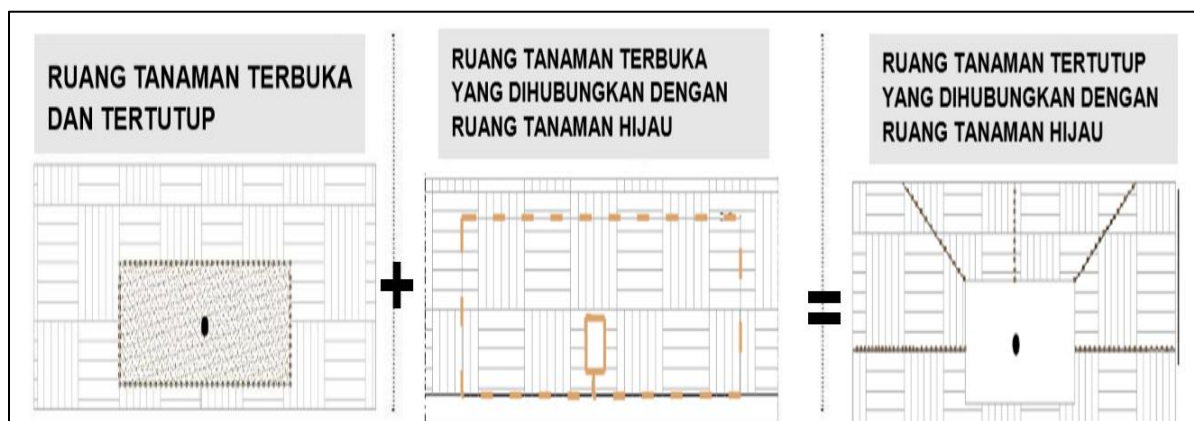 RUANG TANAMAN TERBUKA
DAN TERTUTUP
+
RUANG TANAMAN TERBUKA
YANG DIHUBUNGKAN DENGAN
RUANG TANAMAN HIJAU
=
RUANG TANAMAN TERTUTUP
YANG DIHUBUNGKAN DENGAN
RUANG TANAMAN HIJAU